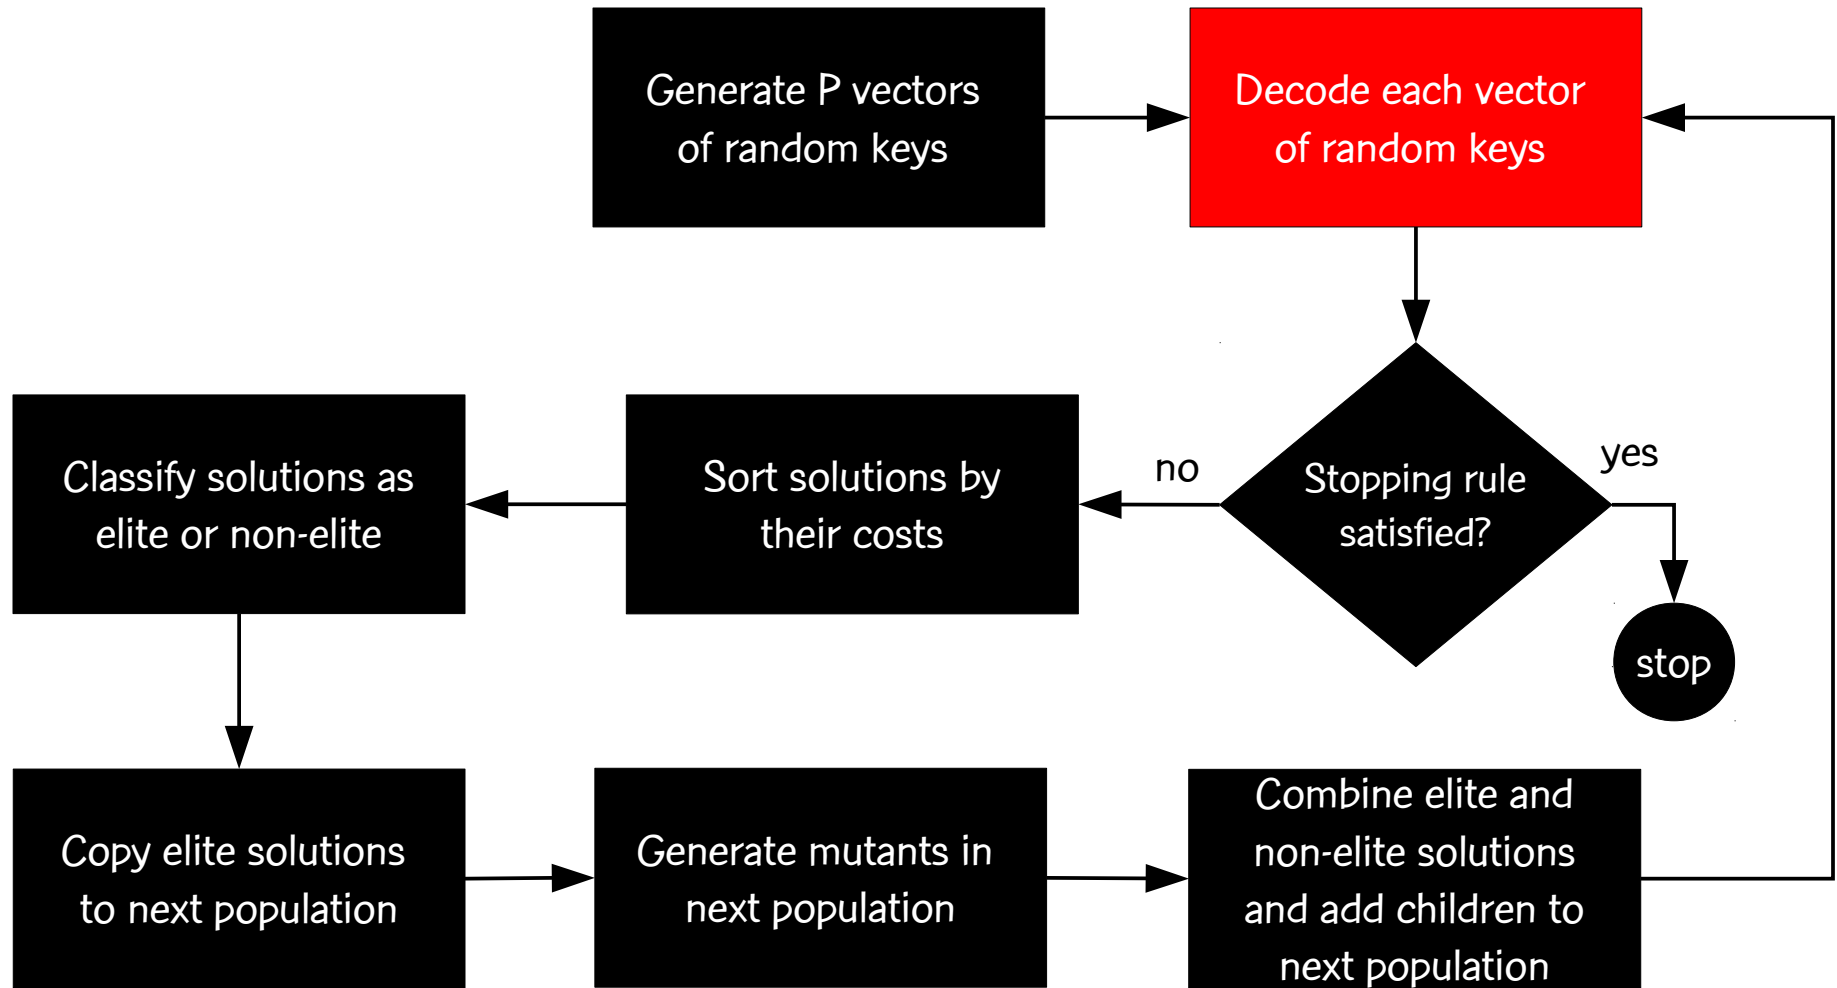 Generate P vectors
of random keys
Decode each vector
of random keys
Classify solutions as
elite or non-elite
Sort solutions by
their costs
no
Stopping rule
satisfied?
yes
stop
Copy elite solutions
to next population
Generate mutants in
next population
Combine elite and
non-elite solutions
and add children to
next population